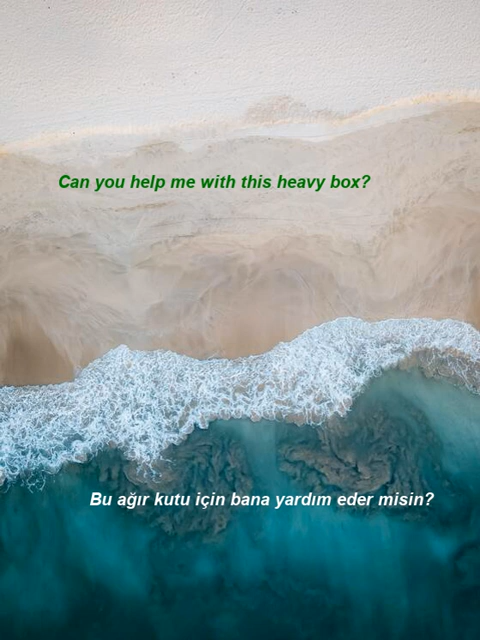 Can you help me with this heavy box?
Bu ağır kutu için bana yardım eder misin?